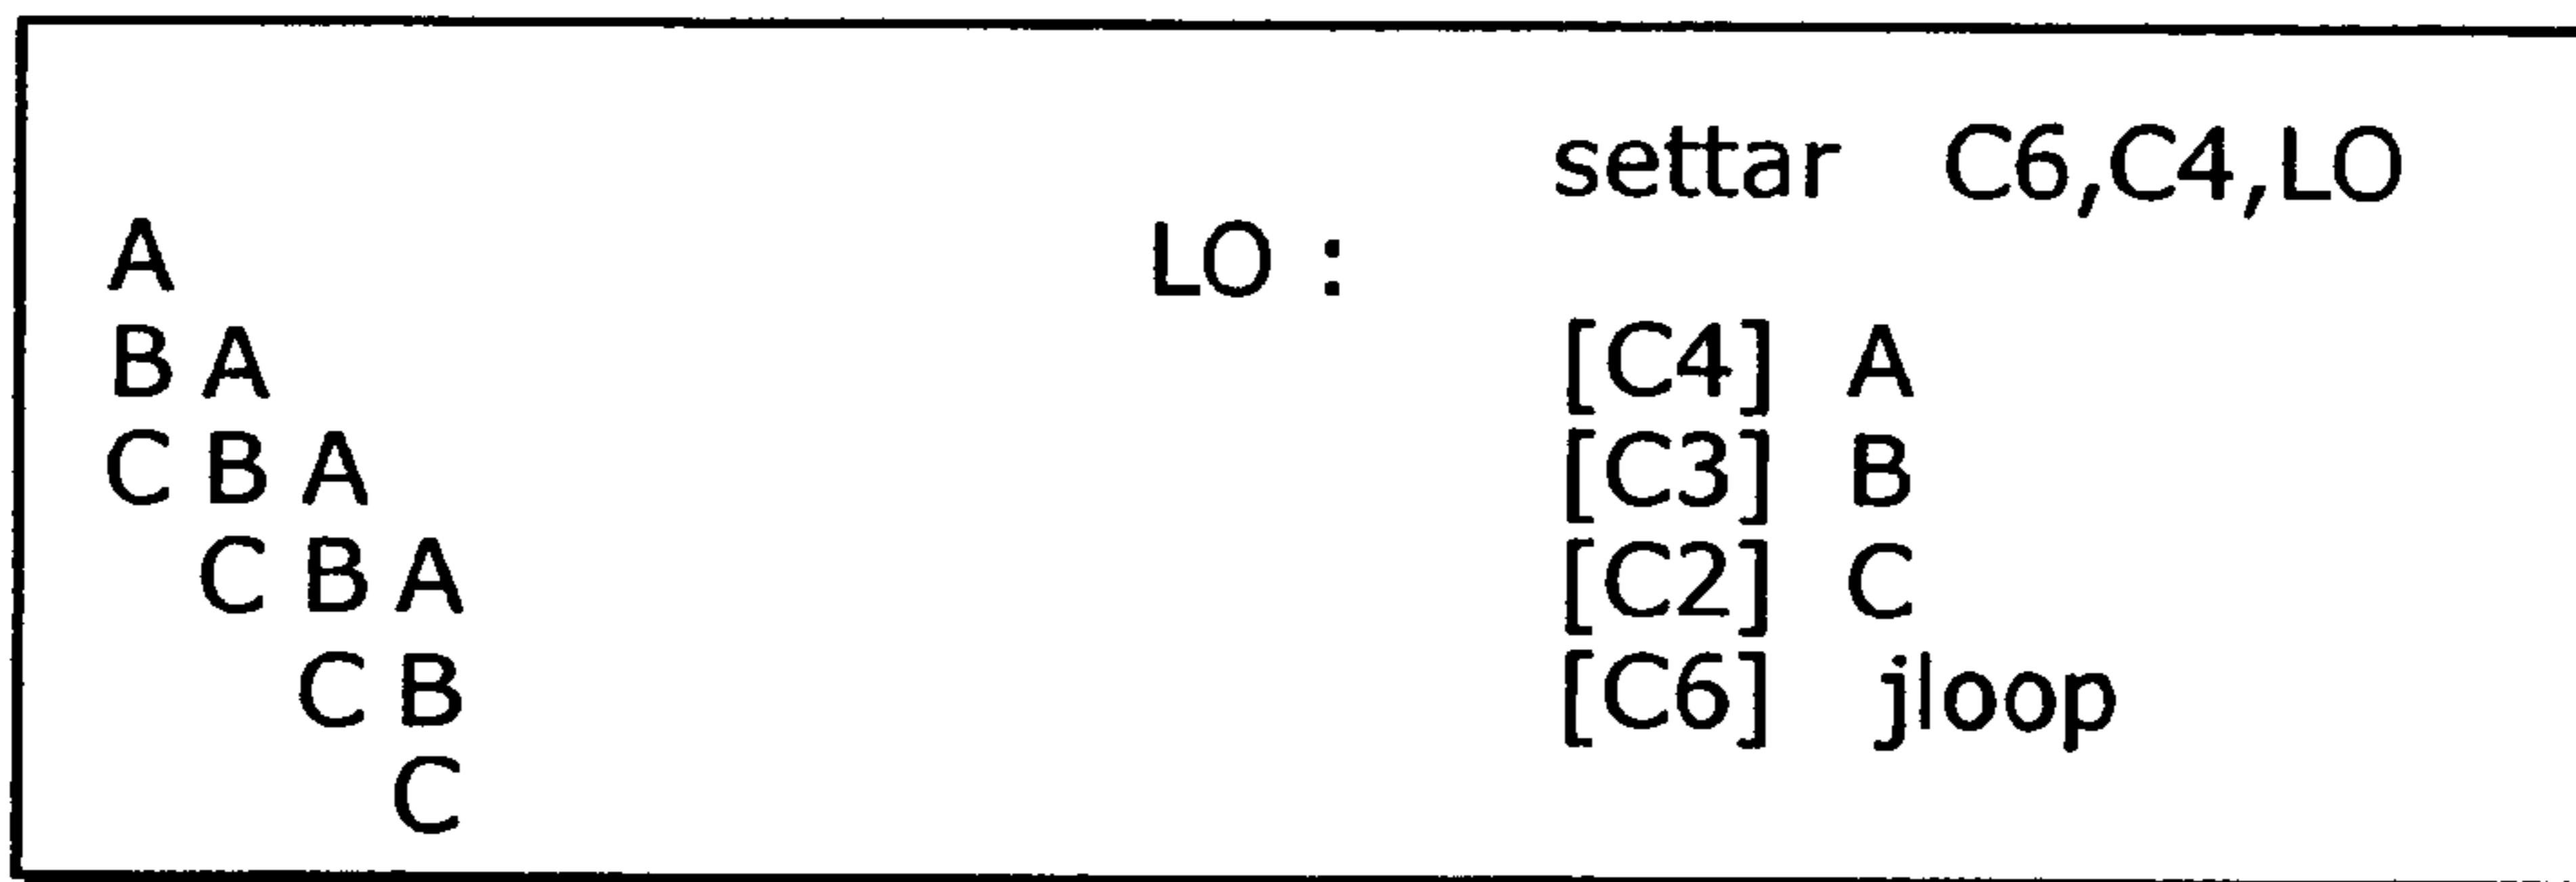 settar C6,C4,LO
A LO :
B A [C4] A
C B A [C3] B
C B A [C2] C
C B [C6] jloop
C